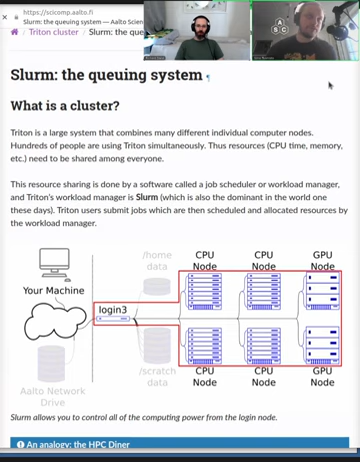 https://scicomp.aalto.fi
Slurm: the queuing system — Aalto Scien
/ Triton cluster / Slurm: the que
A
S C
Slurm: the queuing system ¶
What is a cluster?
Triton is a large system that combines many different individual computer nodes.
Hundreds of people are using Triton simultaneously. Thus resources (CPU time, memory,
etc.) need to be shared among everyone.
This resource sharing is done by a software called a job scheduler or workload manager,
and Triton's workload manager is Slurm (which is also the dominant in the world one
these days). Triton users submit jobs which are then scheduled and allocated resources by
the workload manager.
/home
data
CPU
Node
CPU
Node
GPU
Node
Your Machine
login3
/scratch
data
CPU
Node
CPU
Node
GPU
Node
Aalto Network
Drive
Slurm allows you to control all of the computing power from the login node.
An analogy: the HPC Diner